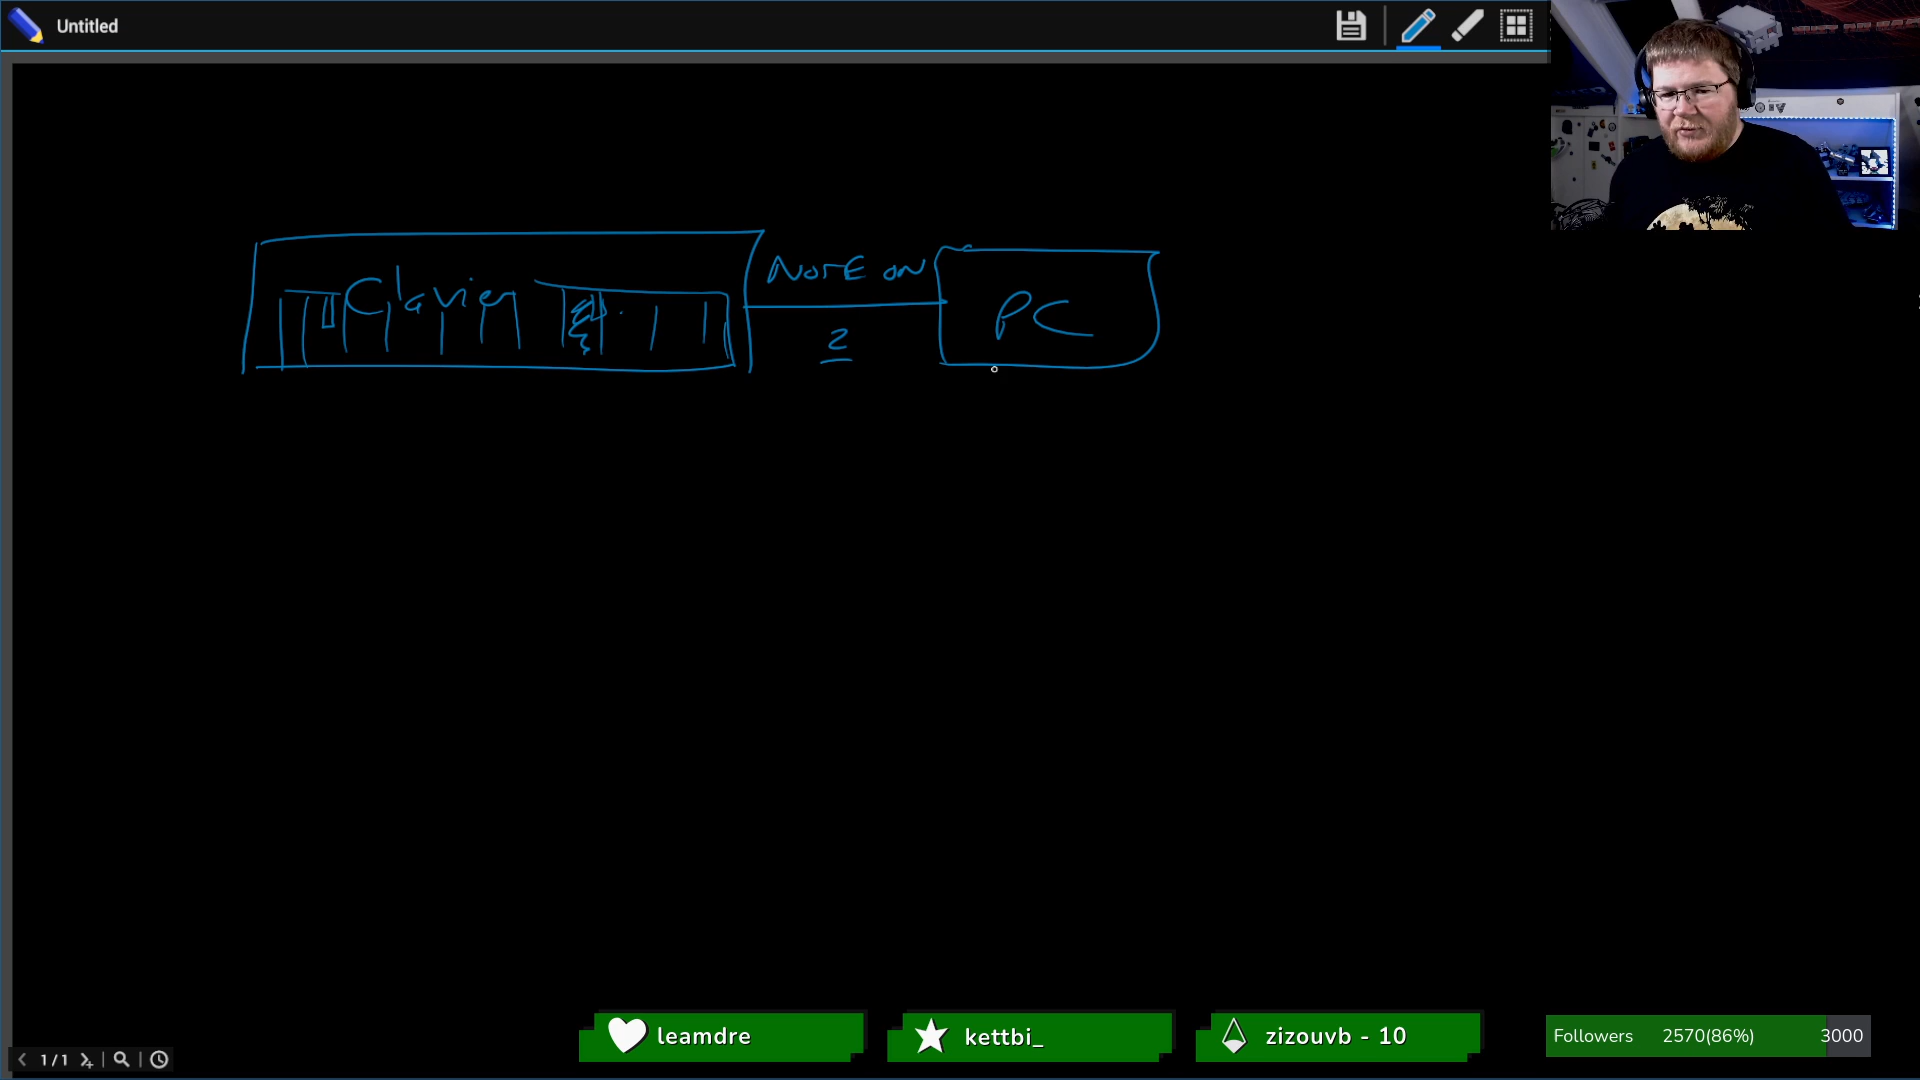 Untitled
Clavier
NOTE ON
2
PC
1/1
leamdre
kettbi_
zizouvb - 10
Followers 2570(86%) 3000